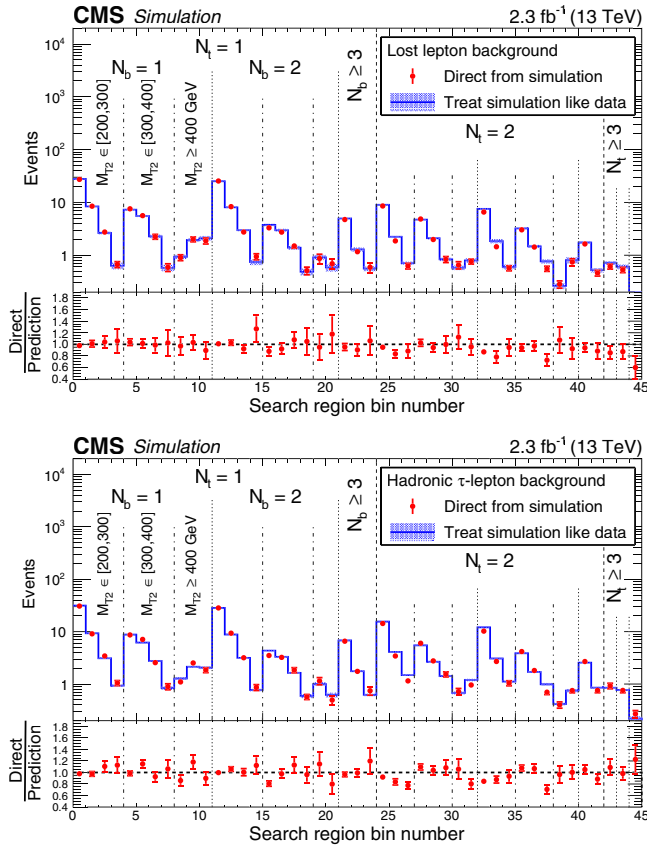 CMS Simulation 2.3 fb⁻¹ (13 TeV)
Events
10⁴
10³
10²
10
1
N_b = 1
N_t = 1
N_b = 2
N_b ≥ 3
N_t = 2
N_t ≥ 3
M_T2 ∈ [200,300]
M_T2 ∈ [300,400]
M_T2 ≥ 400 GeV
Lost lepton background
Direct from simulation
Treat simulation like data
Direct
Prediction
1.8
1.6
1.4
1.2
1.0
0.8
0.6
0.4
0 5 10 15 20 25 30 35 40 45
Search region bin number
CMS Simulation 2.3 fb⁻¹ (13 TeV)
Events
10⁴
10³
10²
10
1
N_b = 1
N_t = 1
N_b = 2
N_b ≥ 3
N_t = 2
N_t ≥ 3
M_T2 ∈ [200,300]
M_T2 ∈ [300,400]
M_T2 ≥ 400 GeV
Hadronic τ-lepton background
Direct from simulation
Treat simulation like data
Direct
Prediction
1.8
1.6
1.4
1.2
1.0
0.8
0.6
0.4
0 5 10 15 20 25 30 35 40 45
Search region bin number